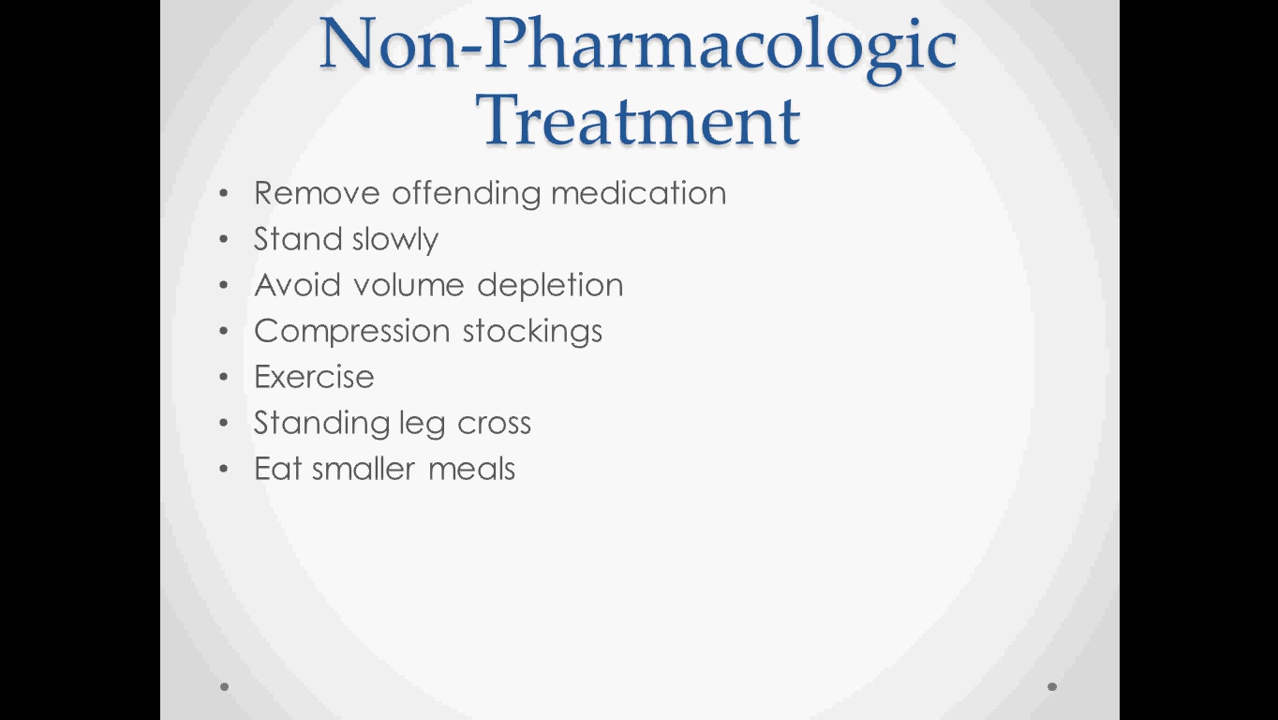 Non-Pharmacologic
Treatment
• Remove offending medication
• Stand slowly
• Avoid volume depletion
• Compression stockings
• Exercise
• Standing leg cross
• Eat smaller meals